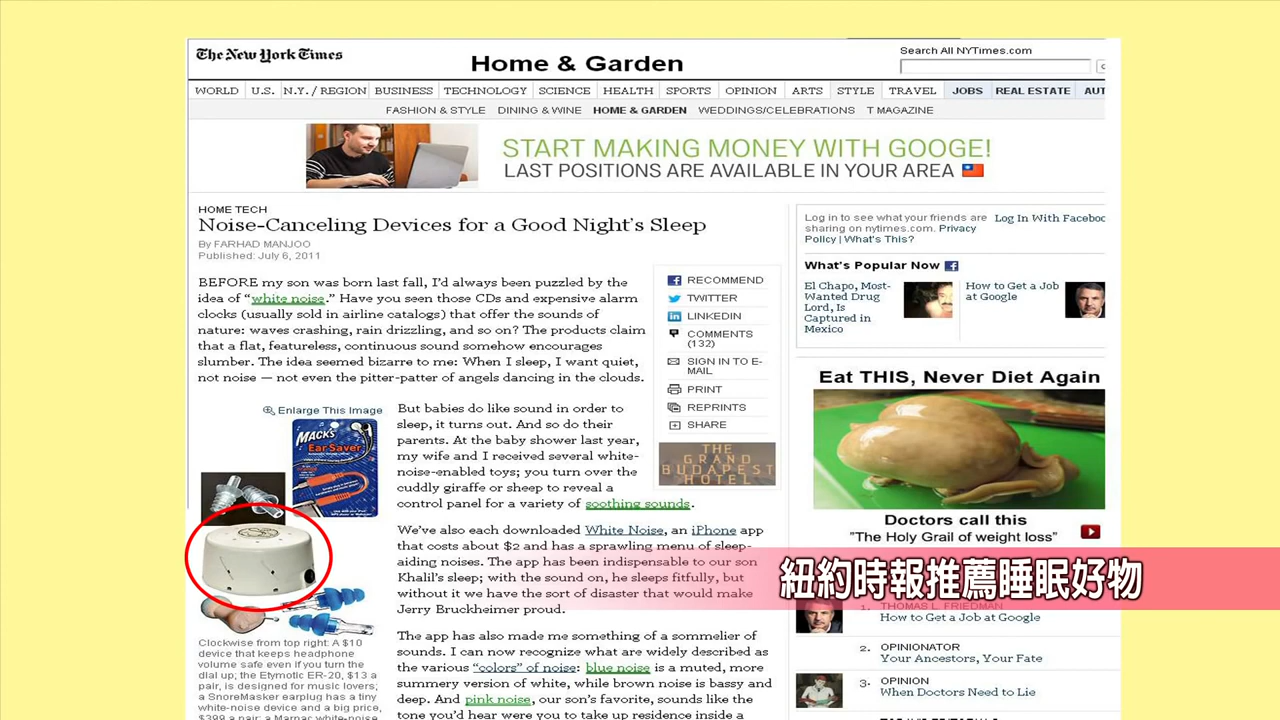 The New York Times
Home & Garden
Search All NYTimes.com
WORLD U.S. N.Y. / REGION BUSINESS TECHNOLOGY SCIENCE HEALTH SPORTS OPINION ARTS STYLE TRAVEL JOBS REAL ESTATE
FASHION & STYLE DINING & WINE HOME & GARDEN WEDDINGS/CELEBRATIONS T MAGAZINE
START MAKING MONEY WITH GOOGE!
LAST POSITIONS ARE AVAILABLE IN YOUR AREA
HOME TECH
Noise-Canceling Devices for a Good Night's Sleep
By FARHAD MANJOO
Published: July 6, 2011
BEFORE my son was born last fall, I'd always been puzzled by the
idea of "white noise." Have you seen those CDs and expensive alarm
clocks (usually sold in airline catalogs) that offer the sounds of
nature: waves crashing, rain drizzling, and so on? The products claim
that a flat, featureless, continuous sound somehow encourages
slumber. The idea seemed bizarre to me: When I sleep, I want quiet,
not noise — not even the pitter-patter of angels dancing in the clouds.
RECOMMEND
TWITTER
LINKEDIN
COMMENTS
(132)
SIGN IN TO E-
MAIL
PRINT
REPRINTS
SHARE
THE
GRAND
BUDAPEST
HOTEL
Enlarge This Image
MACK'S
Ear Saver
But babies do like sound in order to
sleep, it turns out. And so do their
parents. At the baby shower last year,
my wife and I received several white-
noise-enabled toys; you turn over the
cuddly giraffe or sheep to reveal a
control panel for a variety of soothing sounds.
We've also each downloaded White Noise, an iPhone app
that costs about $2 and has a sprawling menu of sleep-
aiding noises. The app has been indispensable to our son
Khalil's sleep; with the sound on, he sleeps fitfully, but
without it we have the sort of disaster that would make
Jerry Bruckheimer proud.
The app has also made me something of a sommelier of
sounds. I can now recognize what are widely described as
the various "colors" of noise: blue noise is a muted, more
summery version of white, while brown noise is bassy and
deep. And pink noise, our son's favorite, sounds like the
tone you'd hear were you to take up residence inside a
Clockwise from top right: A $10
device that keeps headphone
volume safe even if you turn the
dial up; the Etymotic ER-20, $13 a
pair, is designed for music lovers;
a SnoreMasker earplug has a tiny
white-noise device and a big price,
$399 a pair; a Marpac white-noise
Log in to see what your friends are
sharing on nytimes.com. Privacy
Policy | What's This?
Log In With Faceboo
What's Popular Now
El Chapo, Most-
Wanted Drug
Lord, Is
Captured in
Mexico
How to Get a Job
at Google
Eat THIS, Never Diet Again
Doctors call this
"The Holy Grail of weight loss"
紐約時報推薦睡眠好物
1. THOMAS L. FRIEDMAN
How to Get a Job at Google
2. OPINIONATOR
Your Ancestors, Your Fate
3. OPINION
When Doctors Need to Lie